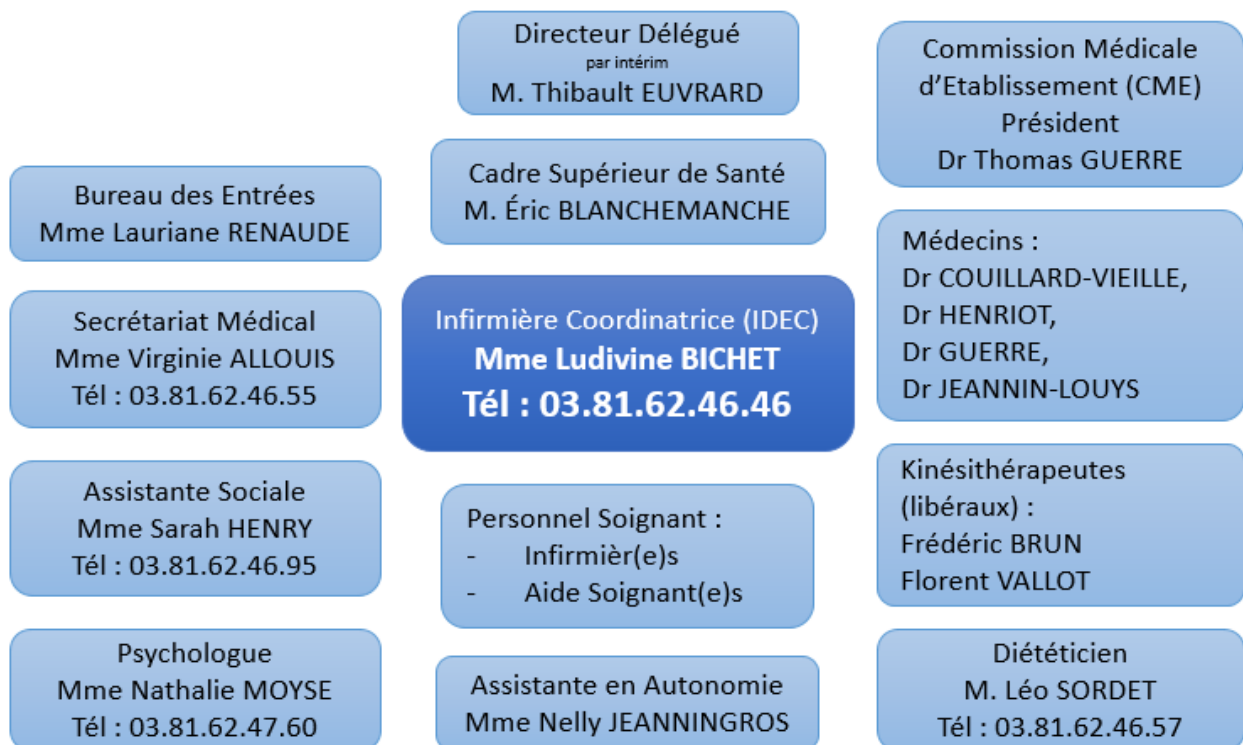 Directeur Délégué
par intérim
M. Thibault EUVRARD
Commission Médicale
d'Etablissement (CME)
Président
Dr Thomas GUERRE
Cadre Supérieur de Santé
M. Éric BLANCHEMANCHE
Bureau des Entrées
Mme Lauriane RENAUDE
Médecins :
Dr COUILLARD-VIEILLE,
Dr HENRIOT,
Dr GUERRE,
Dr JEANNIN-LOUYS
Secrétariat Médical
Mme Virginie ALLOUIS
Tél : 03.81.62.46.55
Infirmière Coordinatrice (IDEC)
Mme Ludivine BICHET
Tél : 03.81.62.46.46
Assistante Sociale
Mme Sarah HENRY
Tél : 03.81.62.46.95
Personnel Soignant :
- Infirmièr(e)s
- Aide Soignant(e)s
Kinésithérapeutes
(libéraux) :
Frédéric BRUN
Florent VALLOT
Psychologue
Mme Nathalie MOYSE
Tél : 03.81.62.47.60
Assistante en Autonomie
Mme Nelly JEANNINGROS
Diététicien
M. Léo SORDET
Tél : 03.81.62.46.57